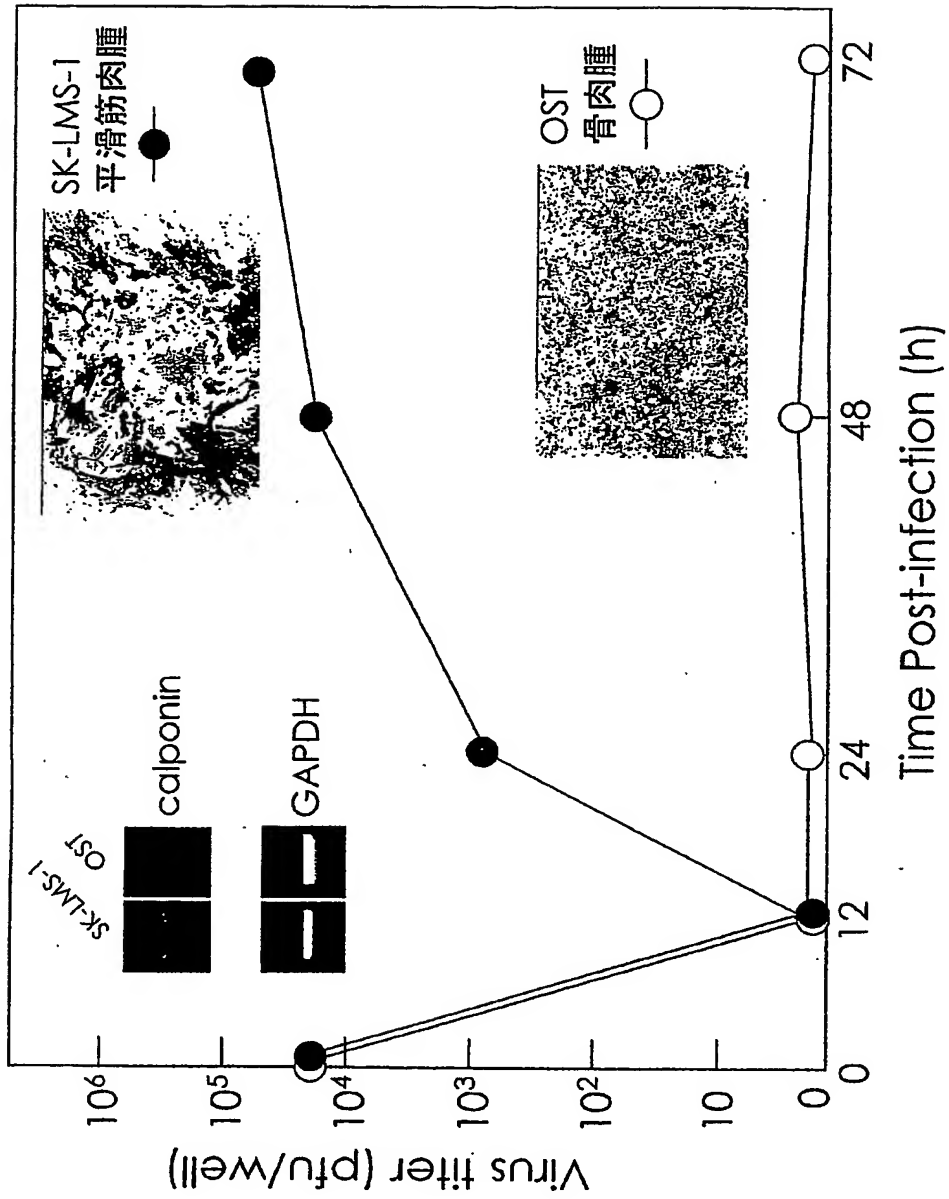 SK-LMS-1
OST
calponin
GAPDH
SK-LMS-1
平滑筋肉腫
OST
骨肉腫
Virus titer (pfu/well)
10⁶
10⁵
10⁴
10³
10²
10
0
0
12
24
48
72
Time Post-infection (h)